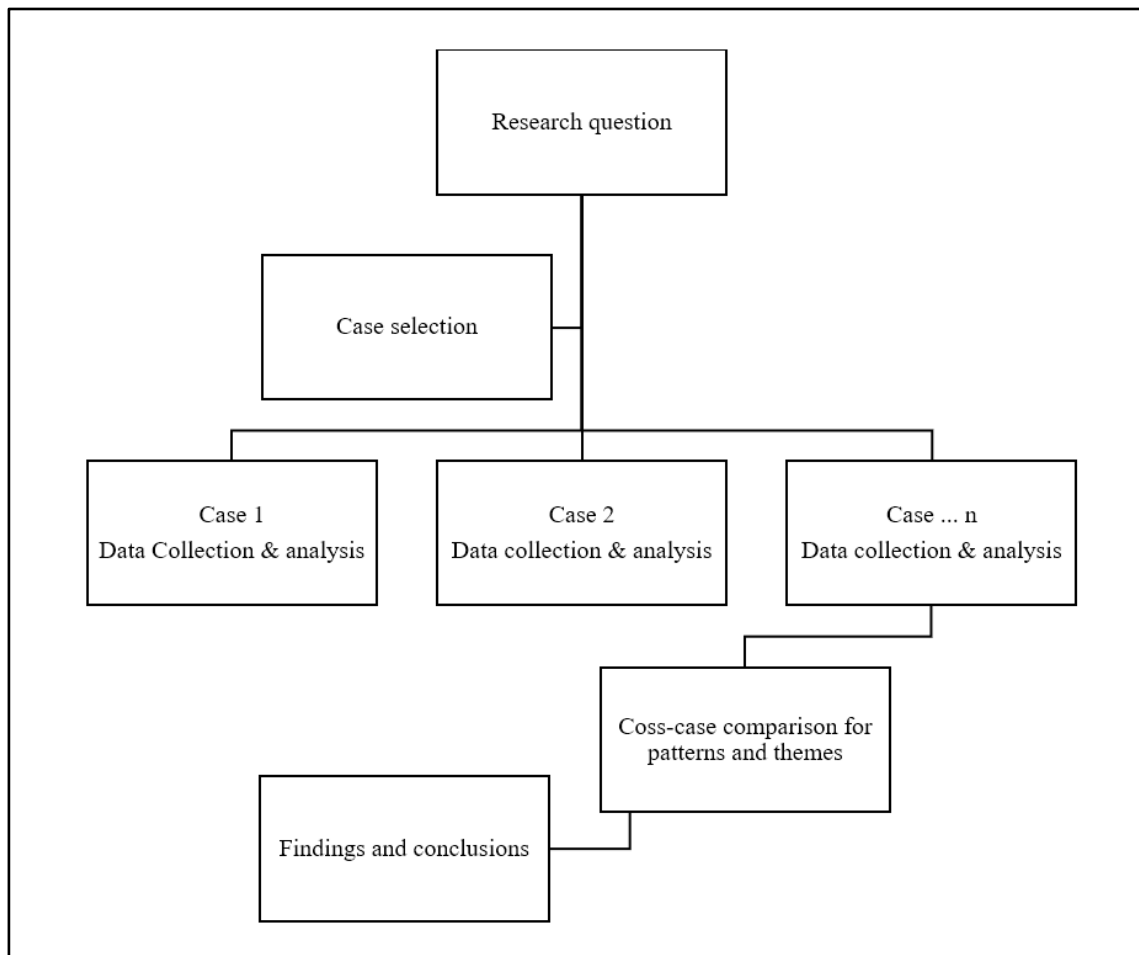 Research question
Case selection
Case 1
Data Collection & analysis
Case 2
Data collection & analysis
Case ... n
Data collection & analysis
Coss-case comparison for
patterns and themes
Findings and conclusions